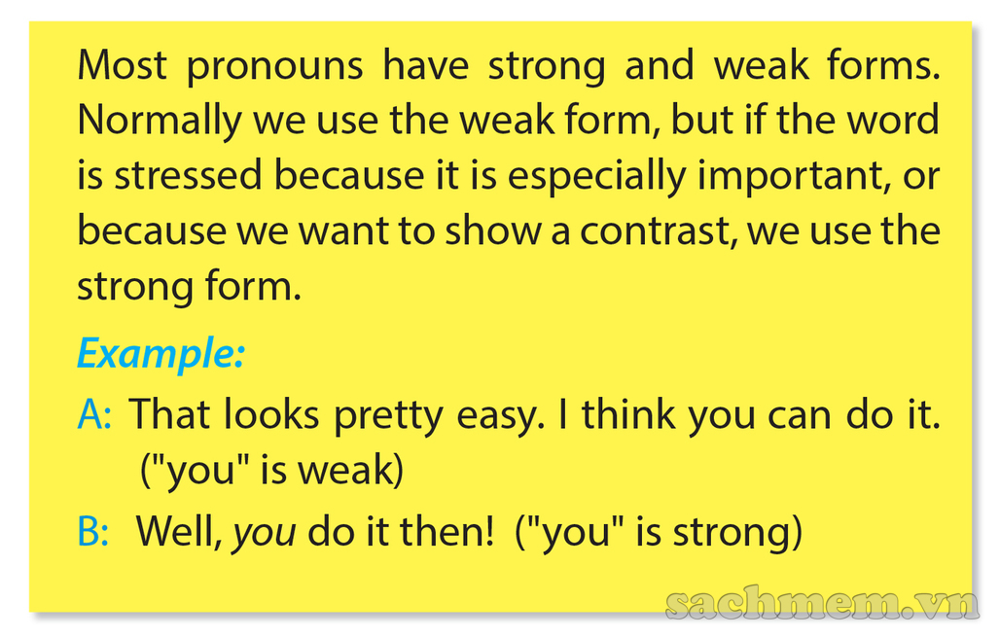 Most pronouns have strong and weak forms.
Normally we use the weak form, but if the word
is stressed because it is especially important, or
because we want to show a contrast, we use the
strong form.
Example:
A: That looks pretty easy. I think you can do it.
("you" is weak)
B: Well, you do it then! ("you" is strong)
sachmem.vn